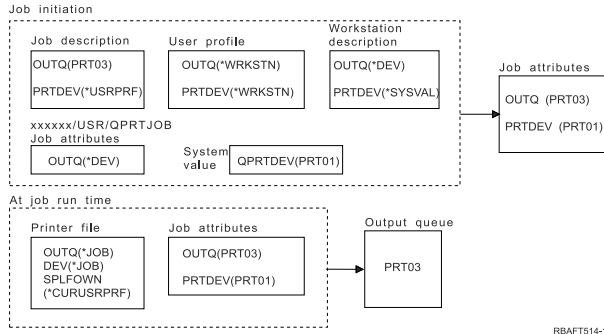 Job initiation
Job description
OUTQ(PRT03)
PRTDEV(*USRPRF)
User profile
OUTQ(*WRKSTN)
PRTDEV(*WRKSTN)
Workstation
description
OUTQ(*DEV)
PRTDEV(*SYSVAL)
Job attributes
OUTQ (PRT03)
PRTDEV (PRT01)
xxxxxx/USR/QPRTJOB
Job attributes
OUTQ(*DEV)
System
value
QPRTDEV(PRT01)
At job run time
Printer file
OUTQ(*JOB)
DEV(*JOB)
SPLFOWN
(*CURUSRPRF)
Job attributes
OUTQ(PRT03)
PRTDEV(PRT01)
Output queue
PRT03